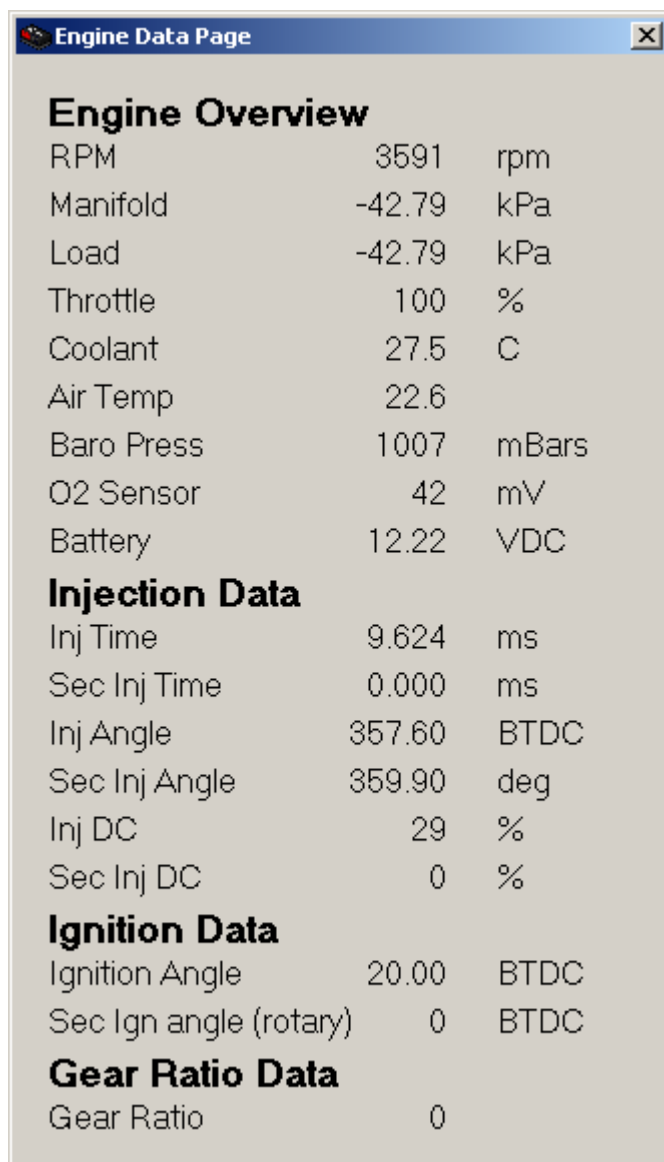 Engine Data Page
Engine Overview
RPM 3591 rpm
Manifold -42.79 kPa
Load -42.79 kPa
Throttle 100 %
Coolant 27.5 C
Air Temp 22.6
Baro Press 1007 mBars
O2 Sensor 42 mV
Battery 12.22 VDC
Injection Data
Inj Time 9.624 ms
Sec Inj Time 0.000 ms
Inj Angle 357.60 BTDC
Sec Inj Angle 359.90 deg
Inj DC 29 %
Sec Inj DC 0 %
Ignition Data
Ignition Angle 20.00 BTDC
Sec Ign angle (rotary) 0 BTDC
Gear Ratio Data
Gear Ratio 0